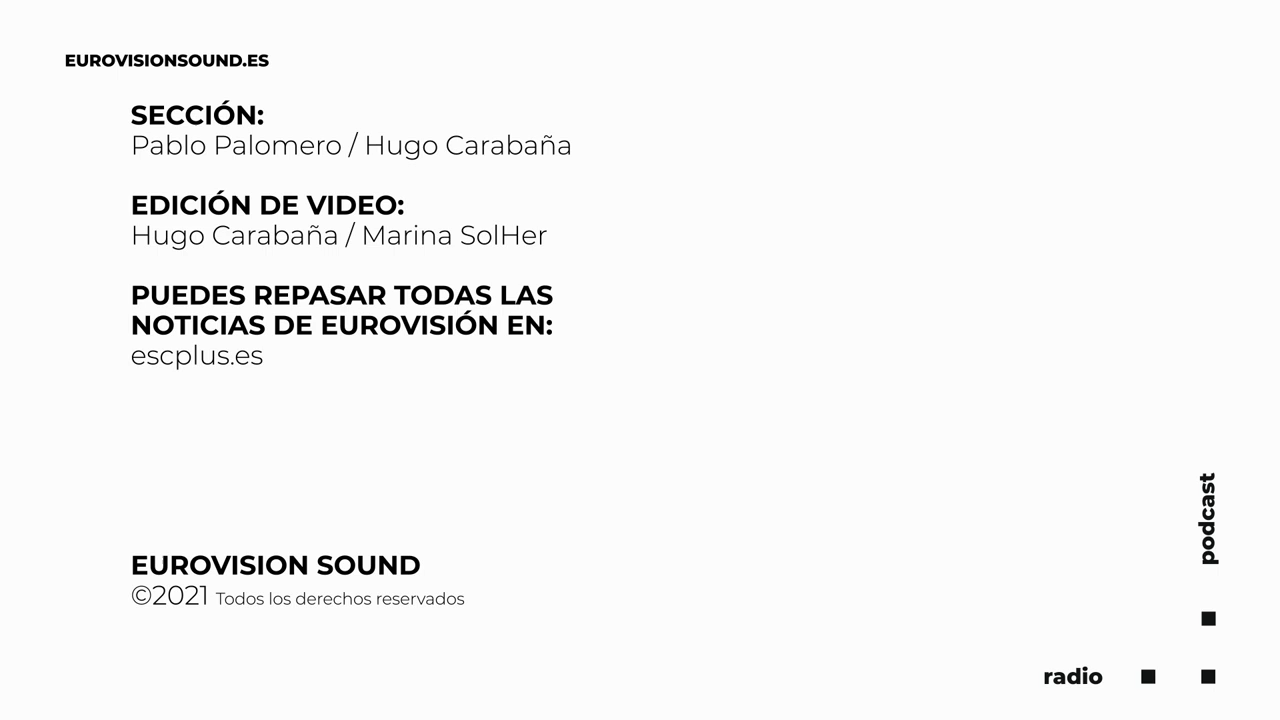 EUROVISIONSOUND.ES
SECCIÓN:
Pablo Palomero / Hugo Carabaña
EDICIÓN DE VIDEO:
Hugo Carabaña / Marina SolHer
PUEDES REPASAR TODAS LAS
NOTICIAS DE EUROVISIÓN EN:
escplus.es
EUROVISION SOUND
©2021 Todos los derechos reservados
podcast
radio